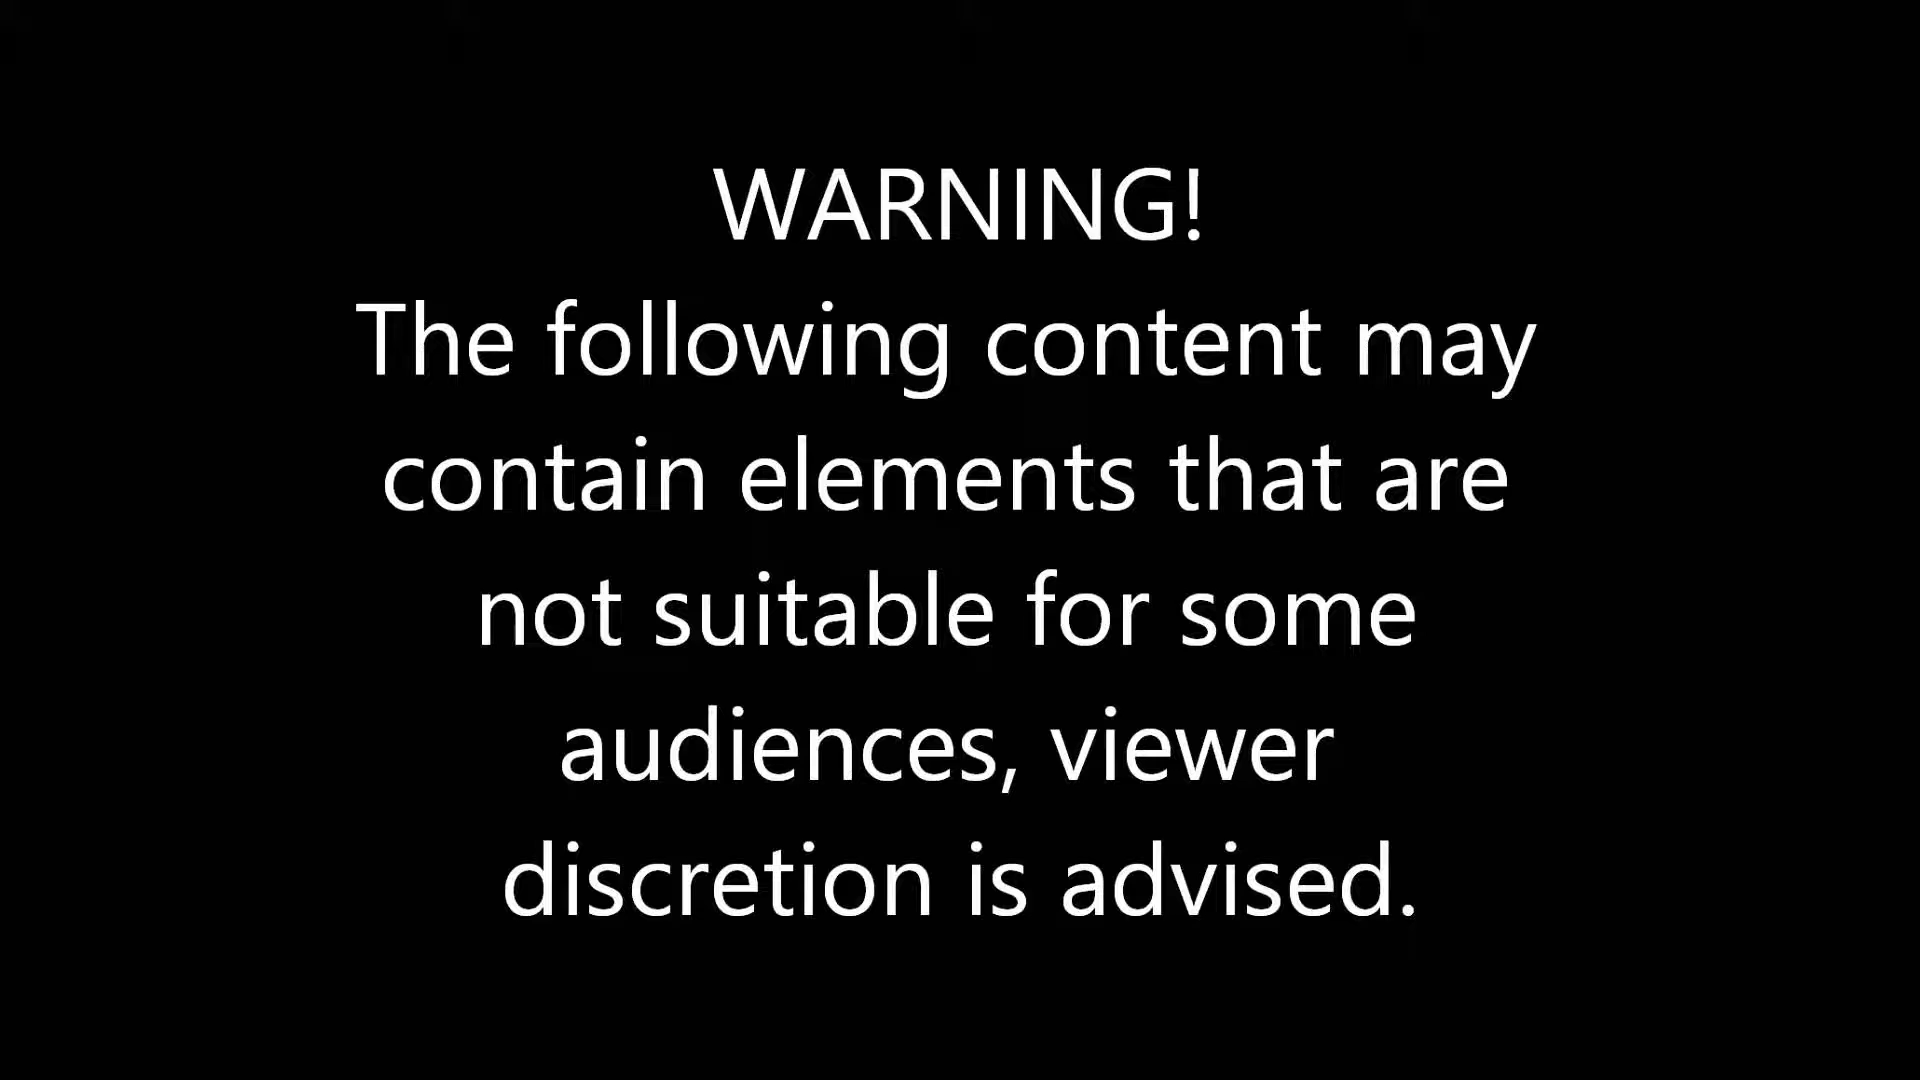 WARNING!
The following content may
contain elements that are
not suitable for some
audiences, viewer
discretion is advised.